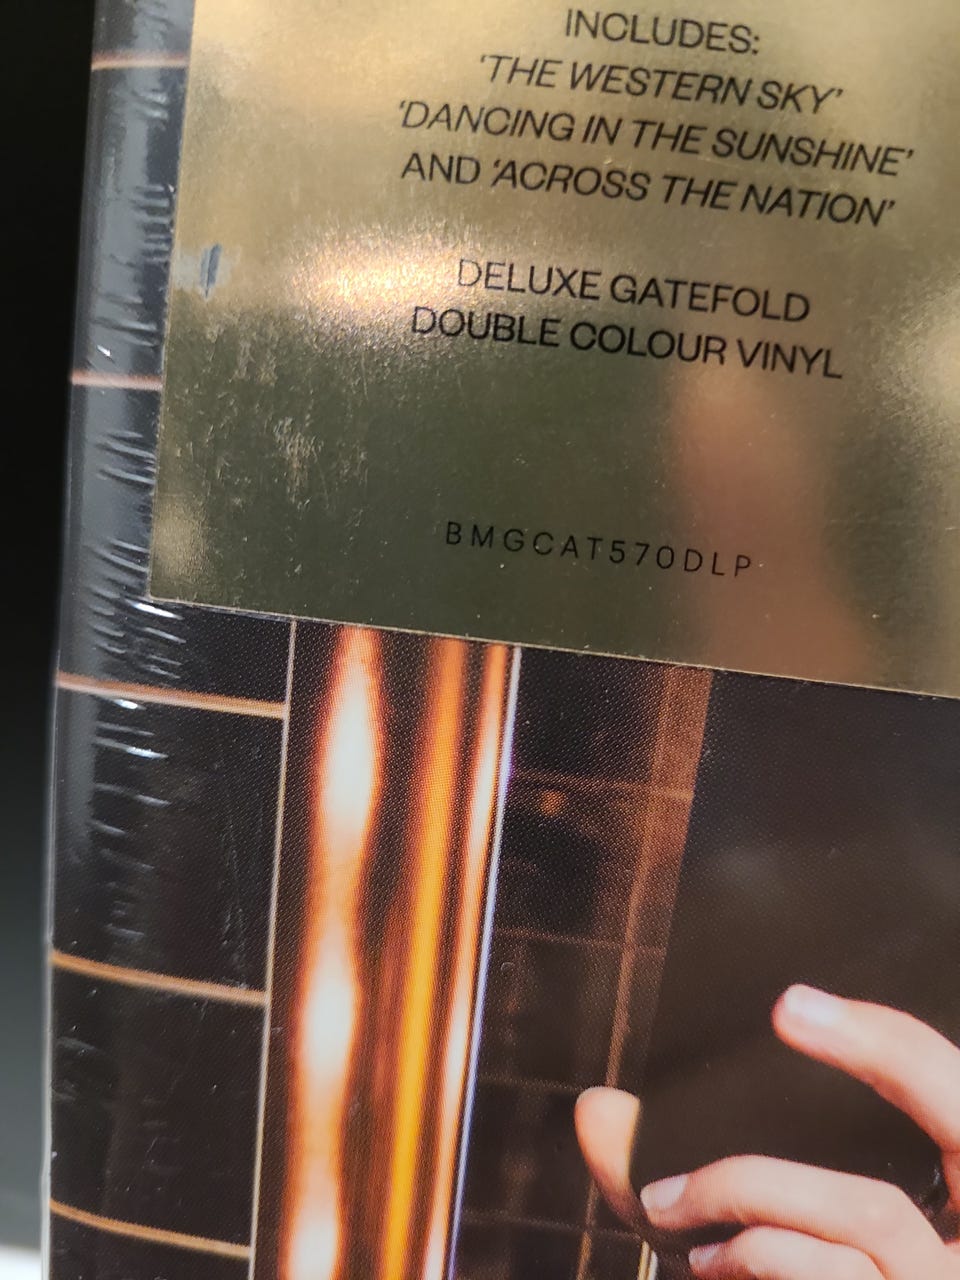 INCLUDES:
‘THE WESTERN SKY’
‘DANCING IN THE SUNSHINE’
AND ‘ACROSS THE NATION’
DELUXE GATEFOLD
DOUBLE COLOUR VINYL
BMGCAT570DLP